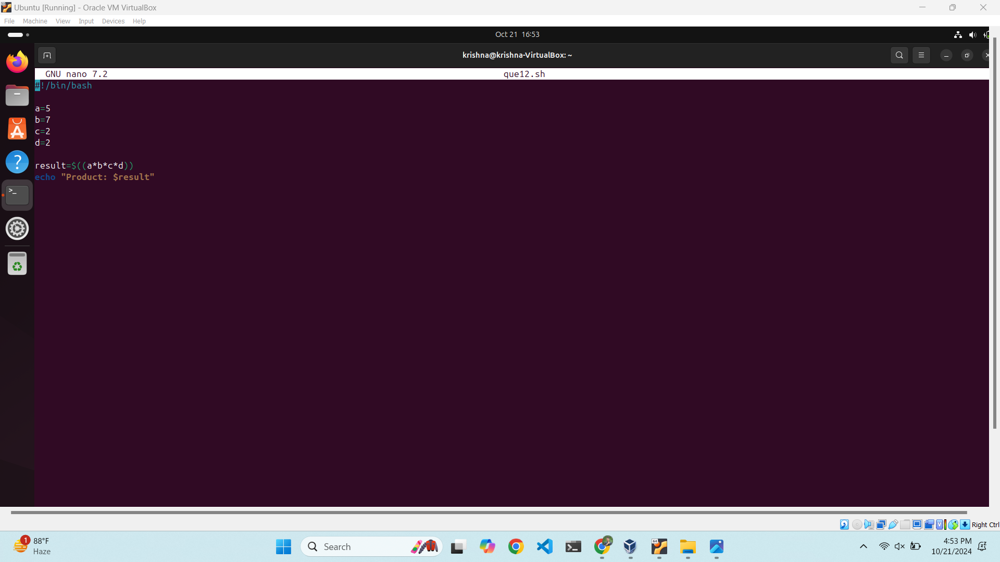 Ubuntu [Running] - Oracle VM VirtualBox
File Machine View Input Devices Help
Oct 21 16:53
krishna@krishna-VirtualBox: ~
GNU nano 7.2 que12.sh
#!/bin/bash
a=5
b=7
c=2
d=2
result=$((a*b*c*d))
echo "Product: $result"
Right Ctrl
1
88°F
Haze
Search
64
4:53 PM
10/21/2024